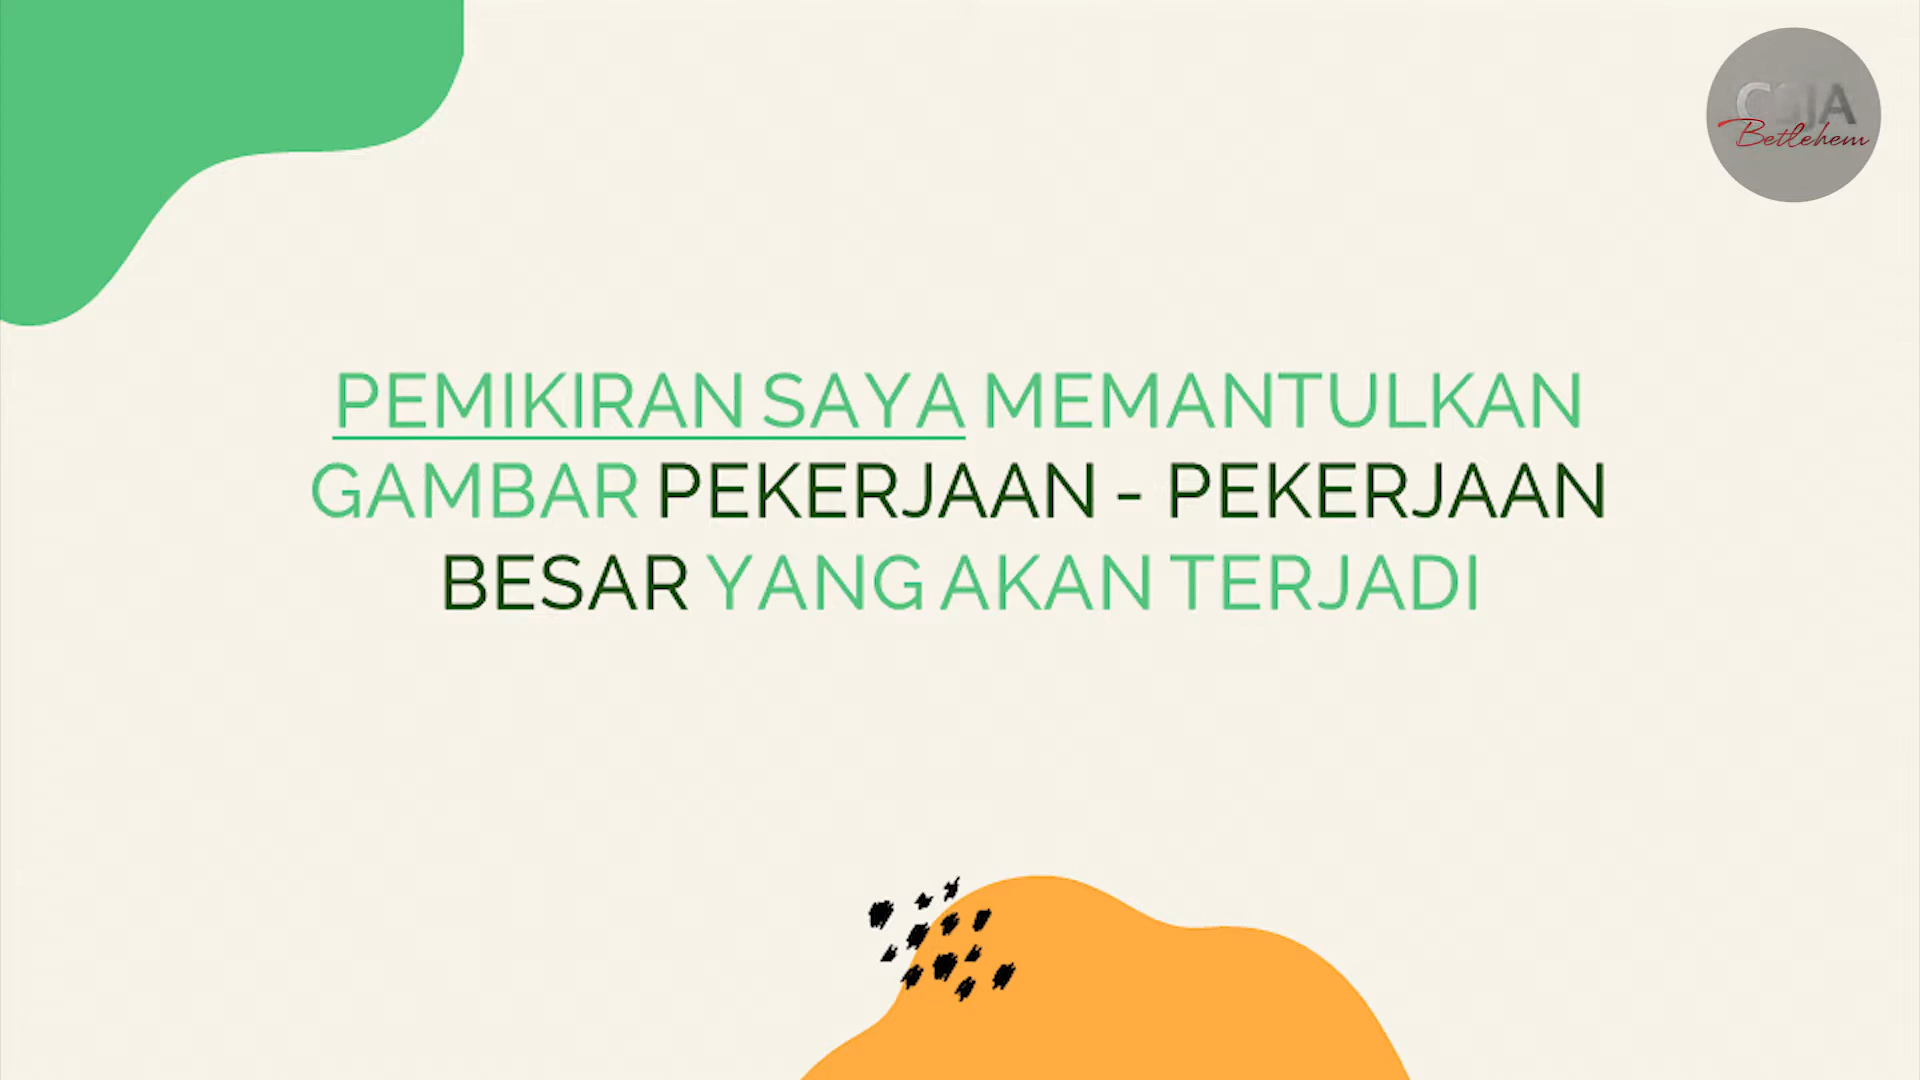 Betlehem
PEMIKIRAN SAYA MEMANTULKAN
GAMBAR PEKERJAAN - PEKERJAAN
BESAR YANG AKAN TERJADI